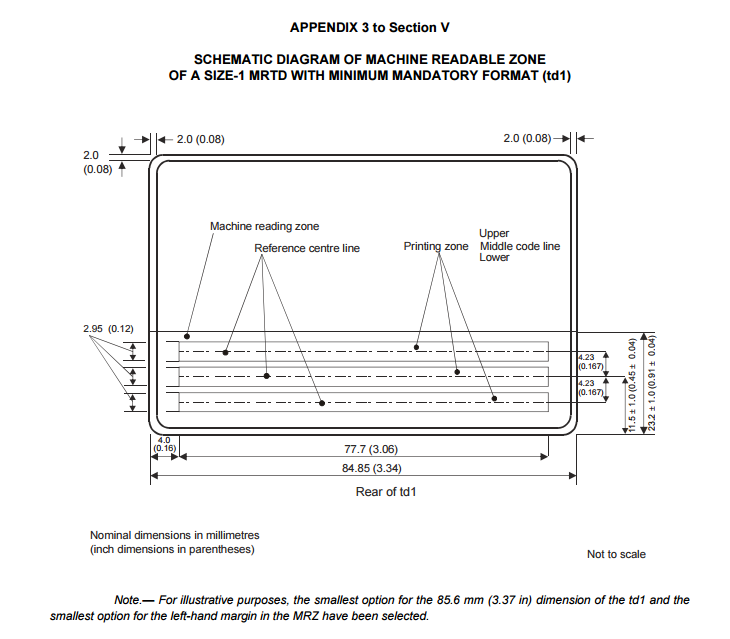 APPENDIX 3 to Section V
SCHEMATIC DIAGRAM OF MACHINE READABLE ZONE
OF A SIZE-1 MRTD WITH MINIMUM MANDATORY FORMAT (td1)
2.0 (0.08)
2.0 (0.08)
2.0
(0.08)
Machine reading zone
Reference centre line
Printing zone
Upper
Middle code line
Lower
2.95 (0.12)
4.23
(0.167)
4.23
(0.167)
11.5 ± 1.0 (0.45 ± 0.04)
23.2 ± 1.0 (0.91 ± 0.04)
4.0
(0.16)
77.7 (3.06)
84.85 (3.34)
Rear of td1
Nominal dimensions in millimetres
(inch dimensions in parentheses)
Not to scale
Note.— For illustrative purposes, the smallest option for the 85.6 mm (3.37 in) dimension of the td1 and the
smallest option for the left-hand margin in the MRZ have been selected.